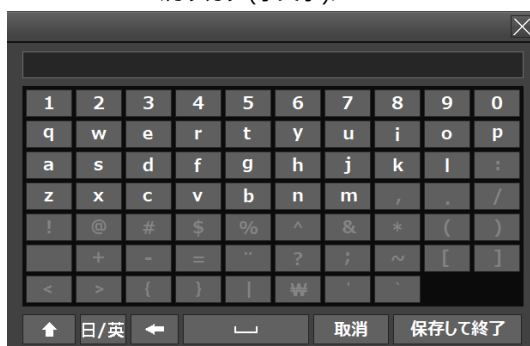 1 2 3 4 5 6 7 8 9 0
q w e r t y u i o p
a s d f g h j k l :
z x c v b n m , . /
! @ # $ % ^ & * ( )
+ - = " ? ; ~ [ ]
< > { } | ₩ ' `
日/英 取消 保存して終了